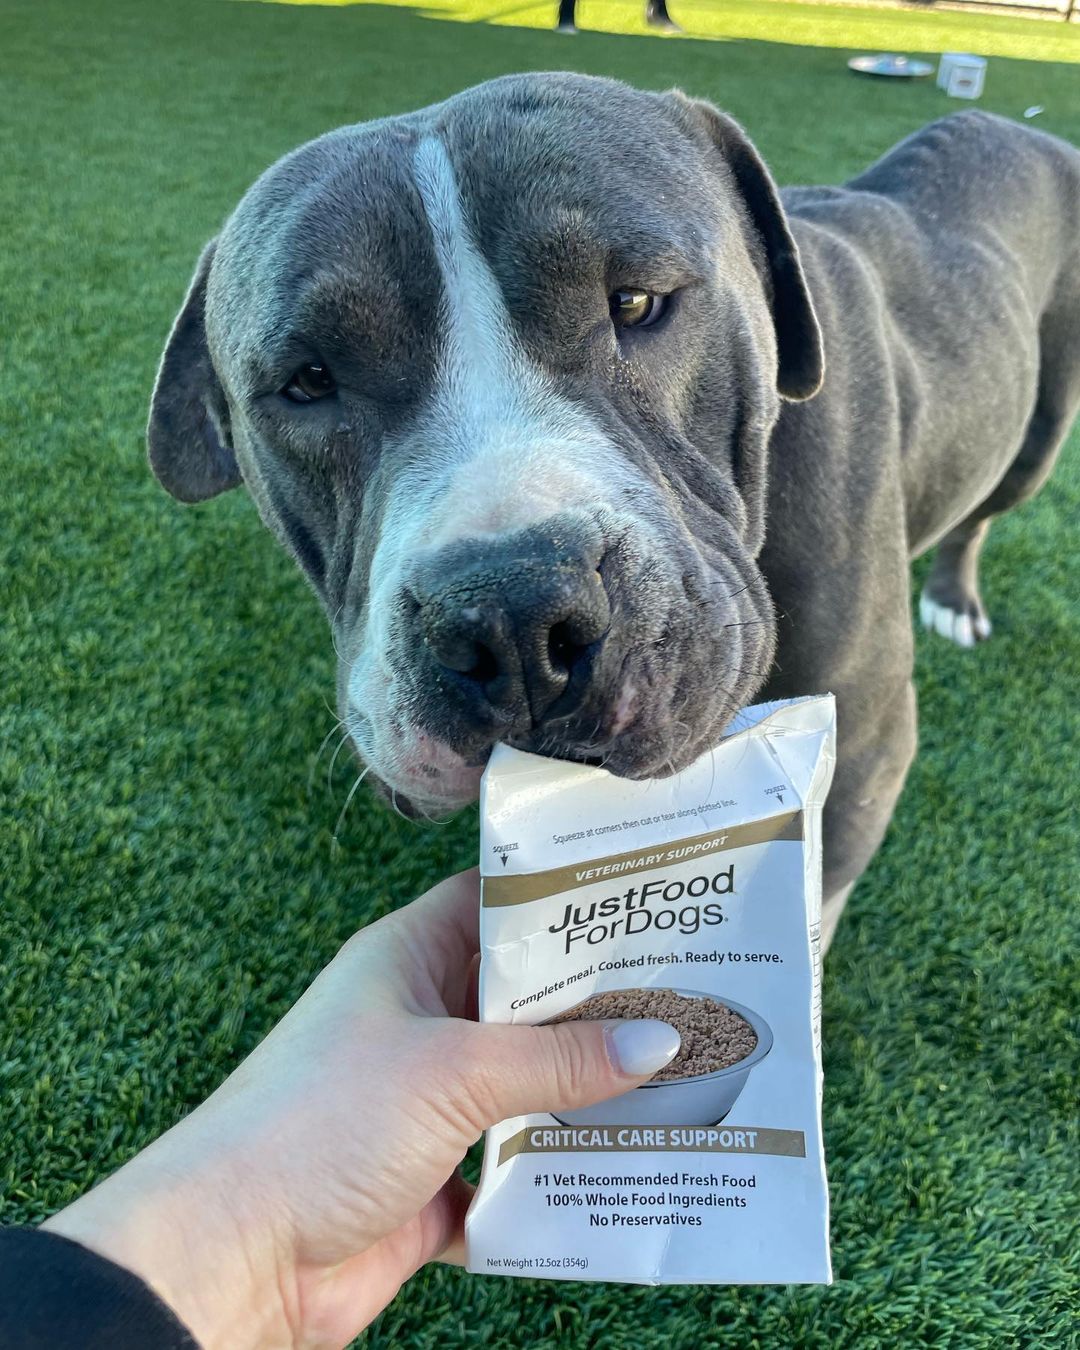 Squeeze at corners then cut or tear along dotted line.
SQUEEZE
SQUEEZE
VETERINARY SUPPORT
JustFood
ForDogs.
Complete meal. Cooked fresh. Ready to serve.
CRITICAL CARE SUPPORT
#1 Vet Recommended Fresh Food
100% Whole Food Ingredients
No Preservatives
Net Weight 12.5oz (354g)